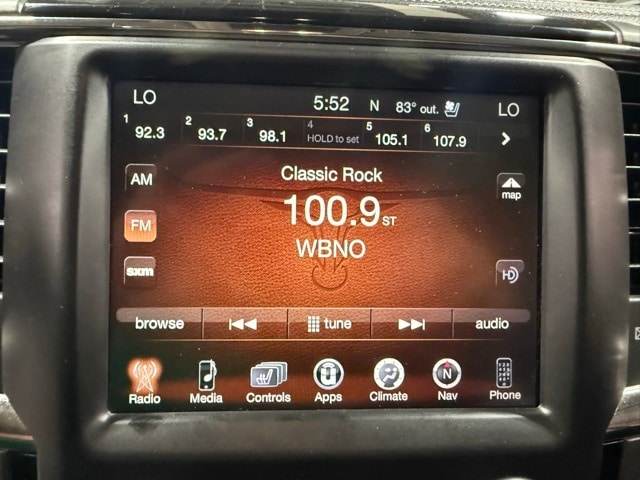 LO 5:52 N 83° out. LO
1 92.3 2 93.7 3 98.1 4 HOLD to set 5 105.1 6 107.9
AM Classic Rock map
FM 100.9 ST
WBNO
sxm HD
browse tune audio
Radio Media Controls Apps Climate Nav Phone